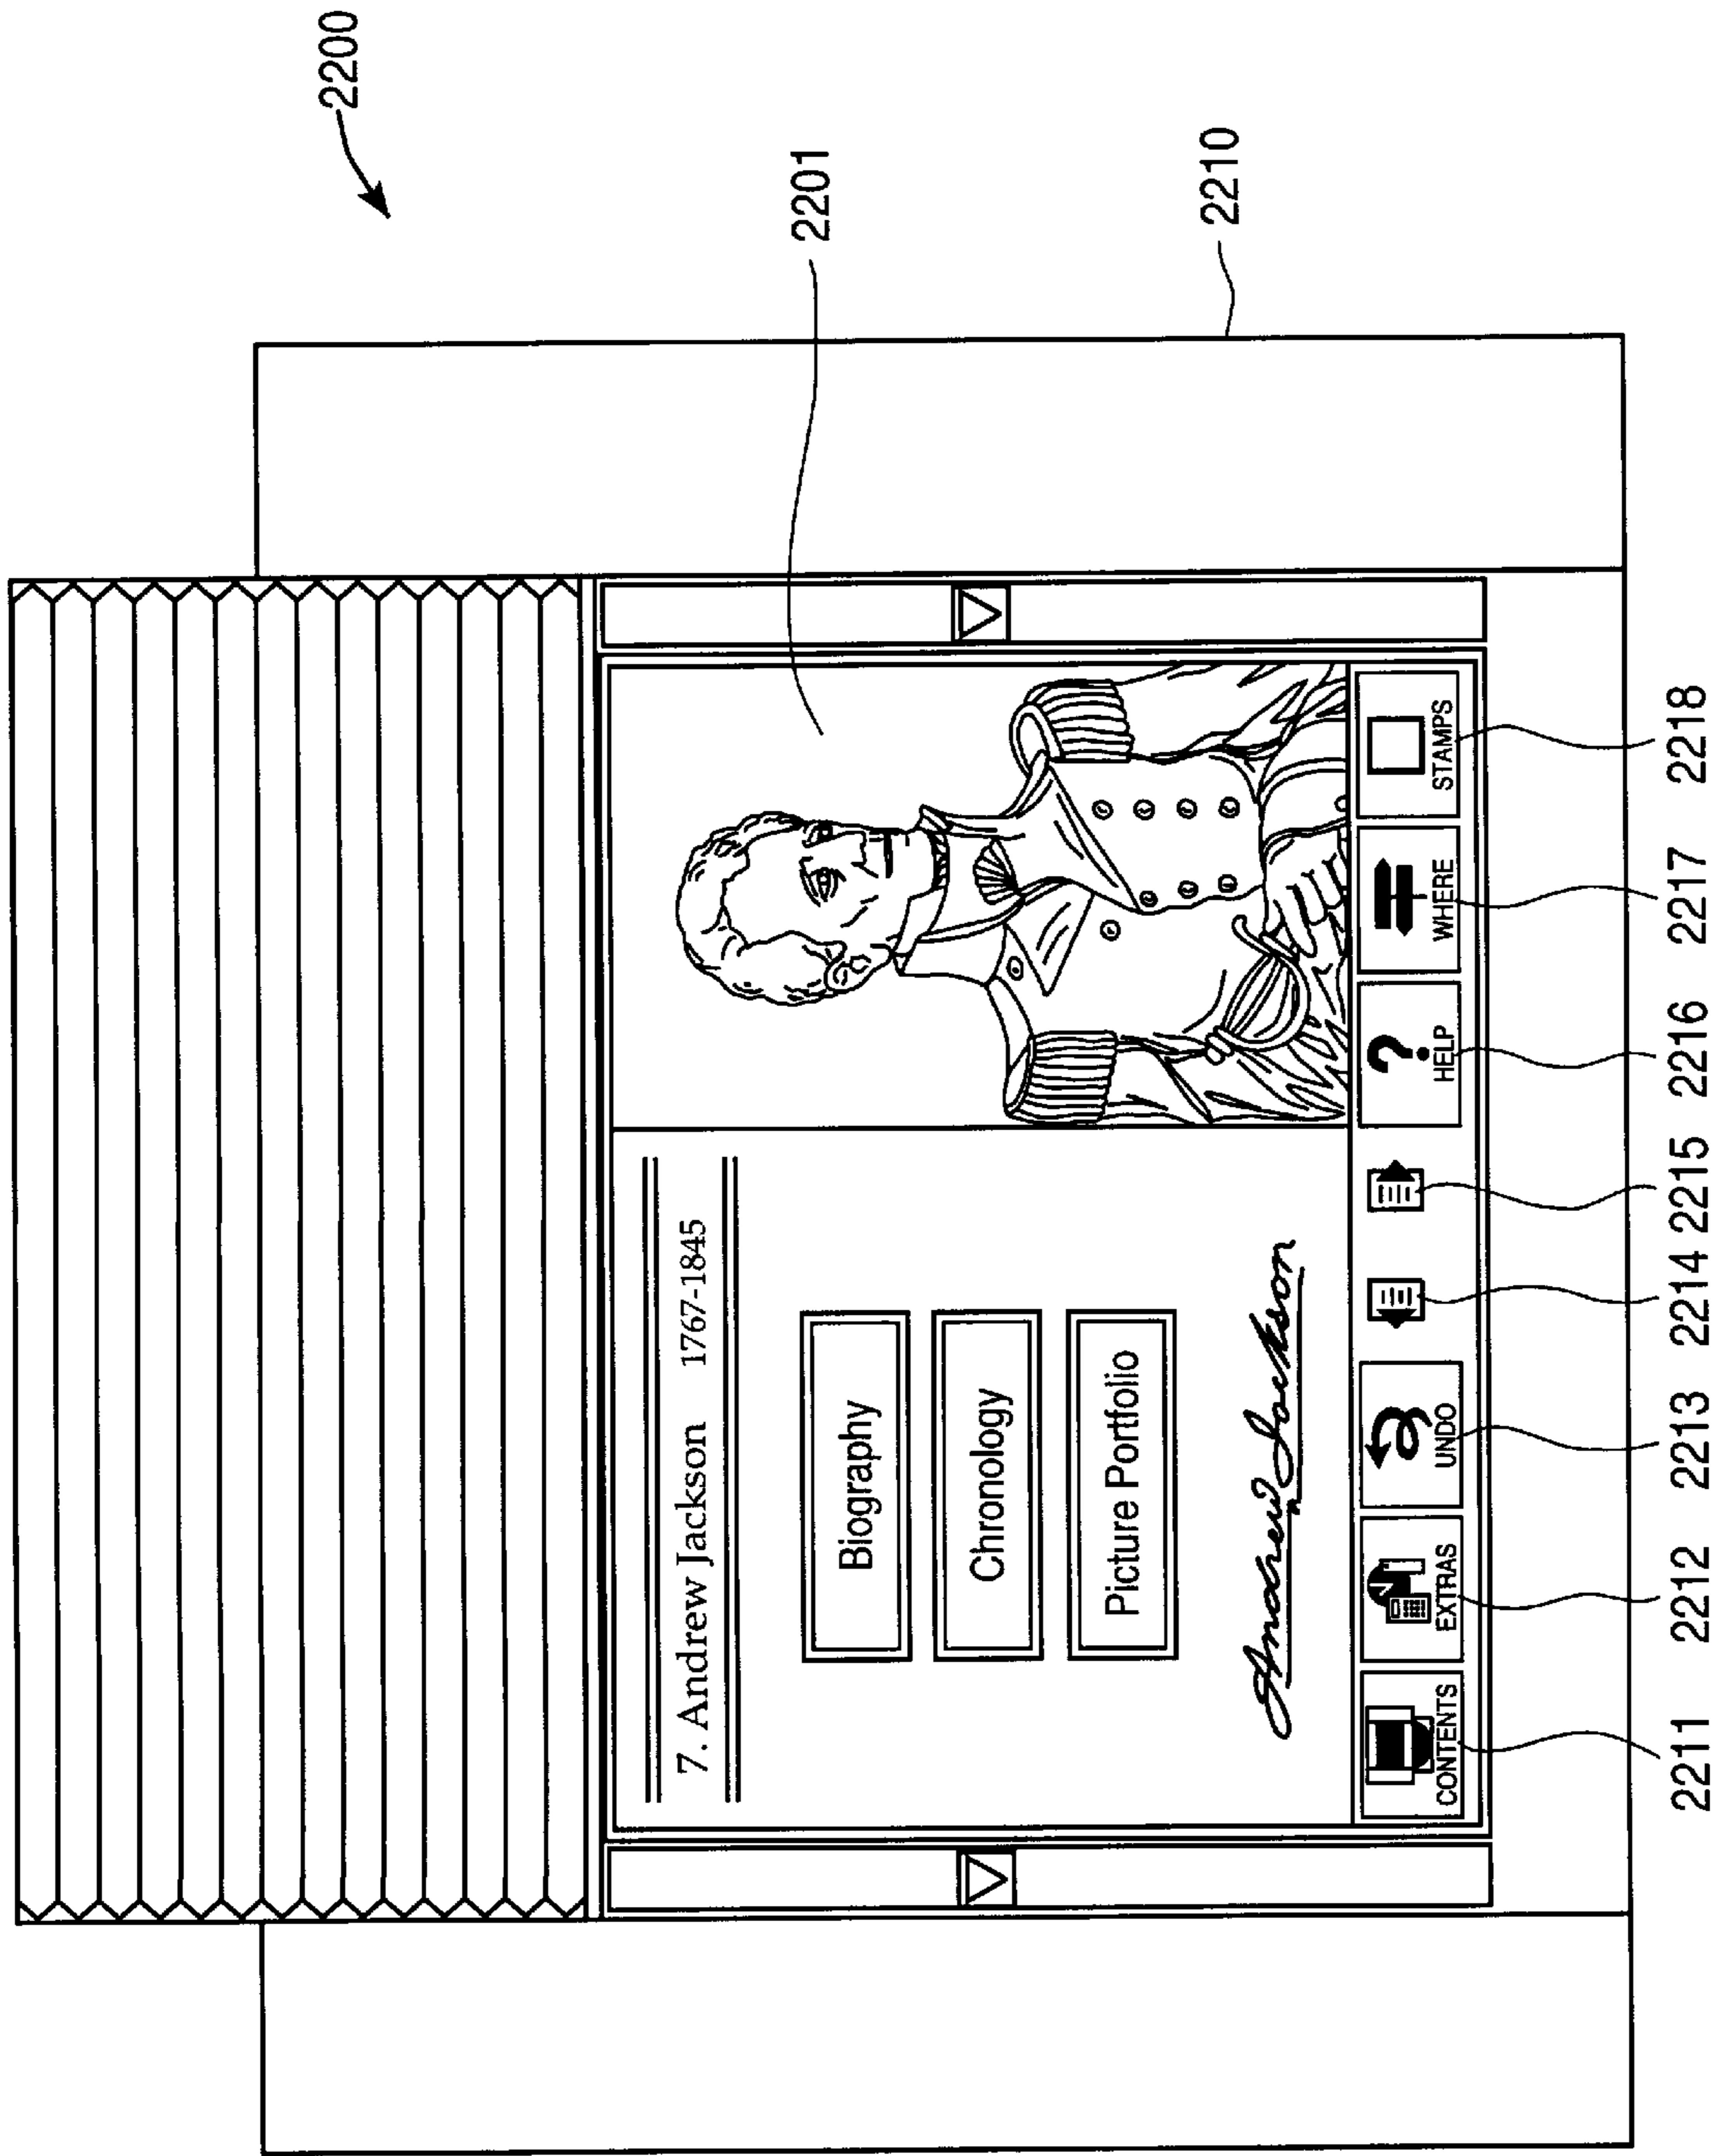 2200
2201
2210
7. Andrew Jackson 1767-1845
Biography
Chronology
Picture Portfolio
Andrew Jackson
CONTENTS
EXTRAS
UNDO
?
HELP
WHERE
STAMPS
2211 2212 2213 2214 2215 2216 2217 2218